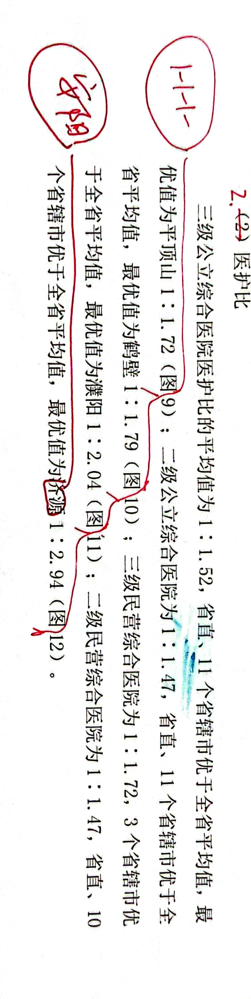 2.(2)医护比
三级公立综合医院医护比的平均值为1：1.52，省直、11个省辖市优于全省平均值，最
优值为平顶山1：1.72（图9）；二级公立综合医院为1：1.47，省直、11个省辖市优于全
省平均值，最优值为鹤壁1：1.79（图10）；三级民营综合医院为1：1.72，3个省辖市优
于全省平均值，最优值为濮阳1：2.04（图11）；二级民营综合医院为1：1.47，省直、10
个省辖市优于全省平均值，最优值为济源1：2.94（图12）。
安阳